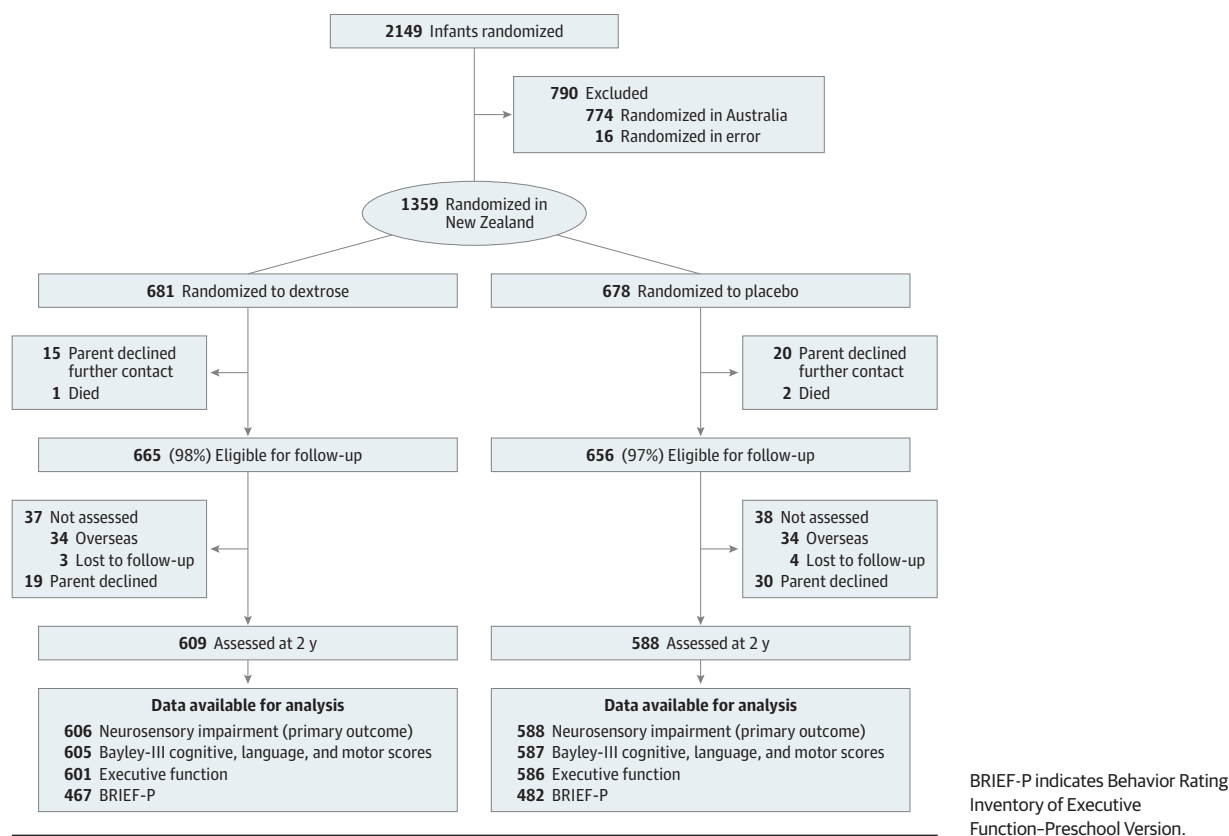 2149 Infants randomized
790 Excluded
774 Randomized in Australia
16 Randomized in error
1359 Randomized in
New Zealand
681 Randomized to dextrose
678 Randomized to placebo
15 Parent declined
further contact
1 Died
20 Parent declined
further contact
2 Died
665 (98%) Eligible for follow-up
656 (97%) Eligible for follow-up
37 Not assessed
34 Overseas
3 Lost to follow-up
19 Parent declined
38 Not assessed
34 Overseas
4 Lost to follow-up
30 Parent declined
609 Assessed at 2 y
588 Assessed at 2 y
Data available for analysis
606 Neurosensory impairment (primary outcome)
605 Bayley-III cognitive, language, and motor scores
601 Executive function
467 BRIEF-P
Data available for analysis
588 Neurosensory impairment (primary outcome)
587 Bayley-III cognitive, language, and motor scores
586 Executive function
482 BRIEF-P
BRIEF-P indicates Behavior Rating
Inventory of Executive
Function–Preschool Version.